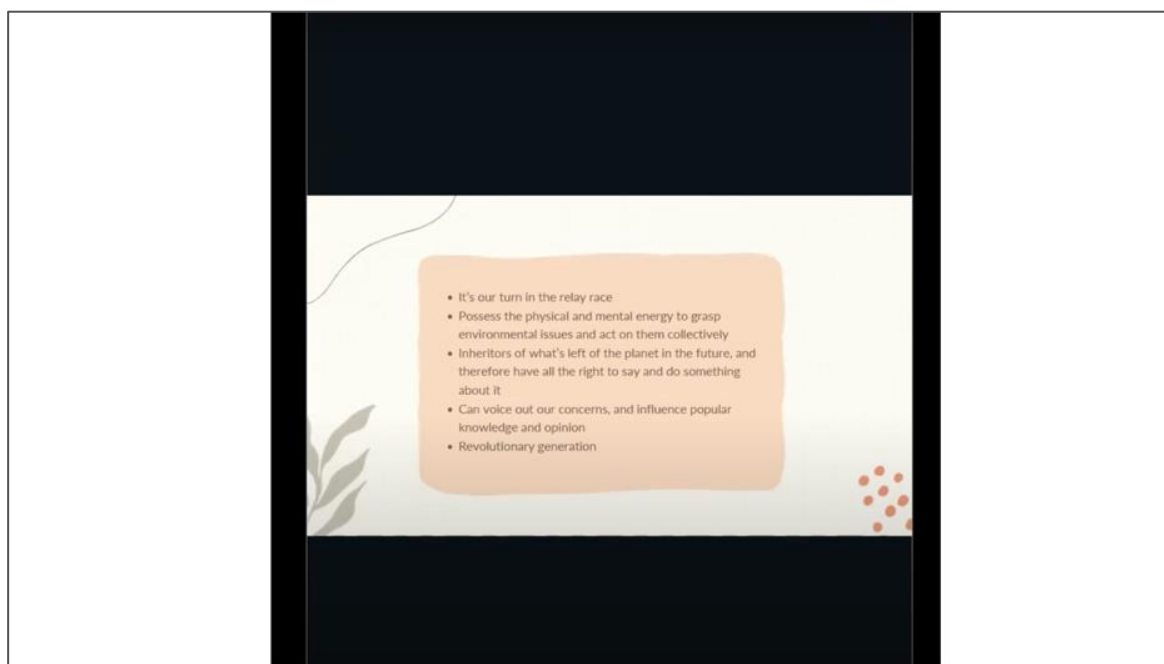 • It's our turn in the relay race
• Possess the physical and mental energy to grasp
environmental issues and act on them collectively
• Inheritors of what's left of the planet in the future, and
therefore have all the right to say and do something
about it
• Can voice out our concerns, and influence popular
knowledge and opinion
• Revolutionary generation